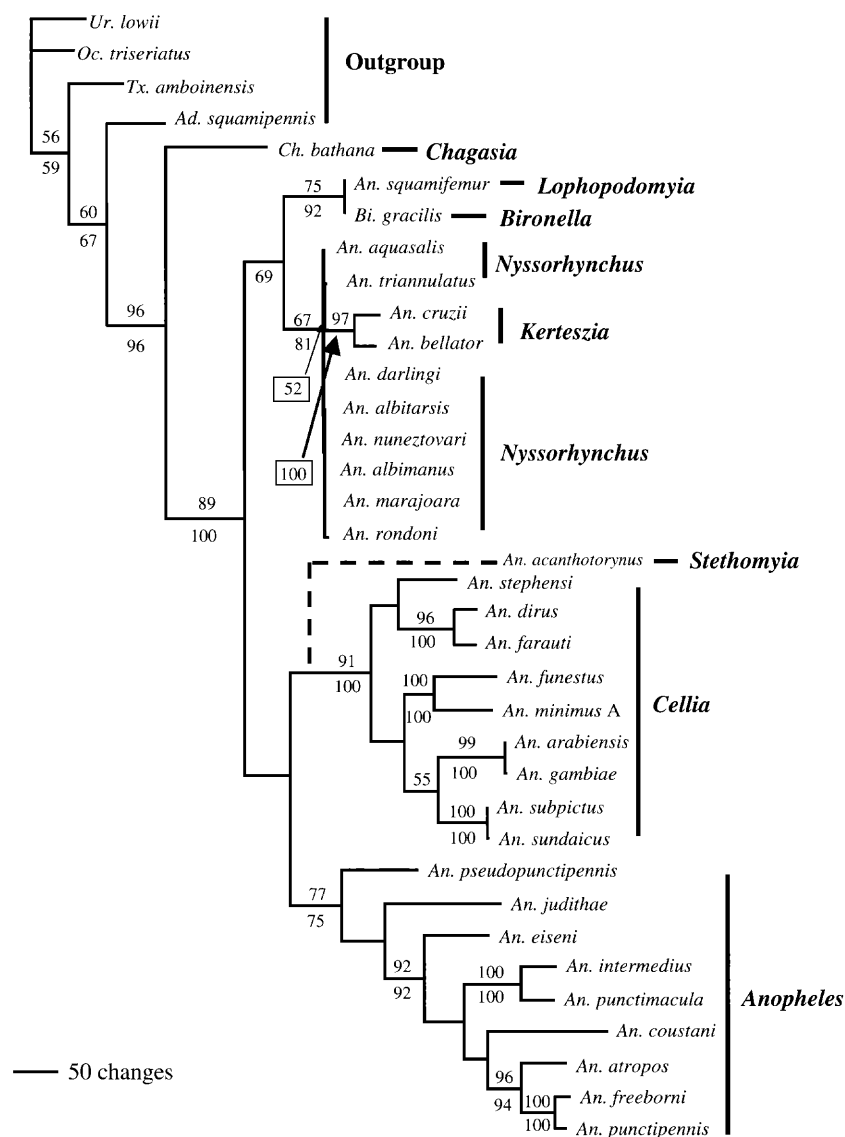 Ur. lowii
Oc. triseriatus
Outgroup
Tx. amboinensis
Ad. squamipennis
56
59
Ch. bathana
Chagasia
75
An. squamifemur
Lophopodomyia
92
Bi. gracilis
Bironella
60
67
An. aquasalis
Nyssorhynchus
69
An. triannulatus
96
96
67
97
An. cruzii
Kerteszia
81
An. bellator
An. darlingi
52
An. albitarsis
An. nuneztovari
Nyssorhynchus
100
An. albimanus
An. marajoara
89
100
An. rondoni
An. acanthotorynus
Stethomyia
An. stephensi
96
An. dirus
100
An. farauti
91
100
100
An. funestus
Cellia
100
An. minimus A
99
An. arabiensis
100
An. gambiae
55
100
An. subpictus
100
An. sundaicus
An. pseudopunctipennis
77
75
An. judithae
An. eiseni
92
92
100
An. intermedius
100
An. punctimacula
Anopheles
An. coustani
50 changes
96
An. atropos
94
100
An. freeborni
100
An. punctipennis